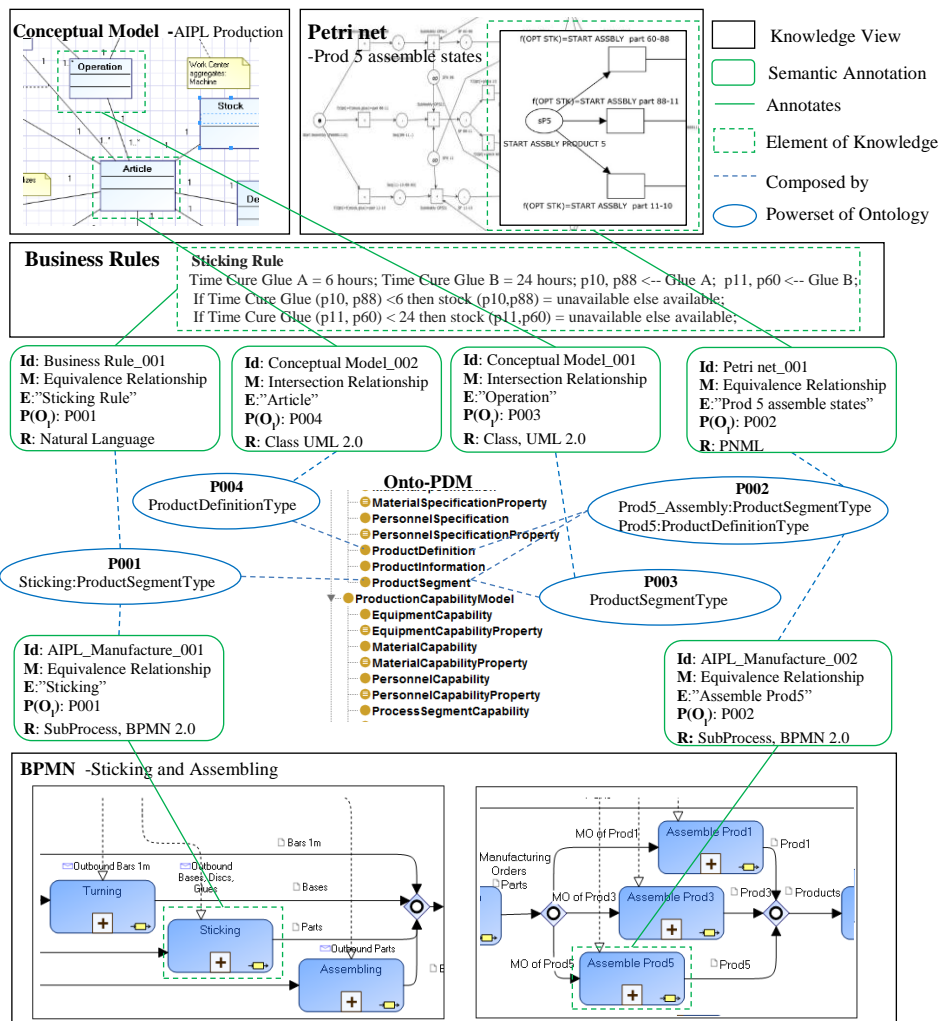 Conceptual Model -AIPL Production
Operation
Work Center
aggregates:
Machine
Stock
Article
1
1..*
1
1
1
1
1
De
izes
Petri net
-Prod 5 assemble states
f(OPT STK)=START ASSBLY part 60-88
f(OPT STK)=START ASSBLY part 88-11
sP5
START ASSBLY PRODUCT 5
f(OPT STK)=START ASSBLY part 11-10
Knowledge View
Semantic Annotation
Annotates
Element of Knowledge
Composed by
Powerset of Ontology
Business Rules
Sticking Rule
Time Cure Glue A = 6 hours; Time Cure Glue B = 24 hours; p10, p88 <-- Glue A; p11, p60 <-- Glue B;
If Time Cure Glue (p10, p88) <6 then stock (p10,p88) = unavailable else available;
If Time Cure Glue (p11, p60) < 24 then stock (p11,p60) = unavailable else available;
Id: Business Rule_001
M: Equivalence Relationship
E:”Sticking Rule”
P(Oᵢ): P001
R: Natural Language
Id: Conceptual Model_002
M: Intersection Relationship
E:”Article”
P(Oᵢ): P004
R: Class UML 2.0
Id: Conceptual Model_001
M: Intersection Relationship
E:”Operation”
P(Oᵢ): P003
R: Class, UML 2.0
Id: Petri net_001
M: Equivalence Relationship
E:”Prod 5 assemble states”
P(Oᵢ): P002
R: PNML
P004
ProductDefinitionType
Onto-PDM
MaterialSpecificationProperty
PersonnelSpecification
PersonnelSpecificationProperty
ProductDefinition
ProductInformation
ProductSegment
ProductionCapabilityModel
EquipmentCapability
EquipmentCapabilityProperty
MaterialCapability
MaterialCapabilityProperty
PersonnelCapability
PersonnelCapabilityProperty
ProcessSegmentCapability
P002
Prod5_Assembly:ProductSegmentType
Prod5:ProductDefinitionType
P001
Sticking:ProductSegmentType
P003
ProductSegmentType
Id: AIPL_Manufacture_001
M: Equivalence Relationship
E:”Sticking”
P(Oᵢ): P001
R: SubProcess, BPMN 2.0
Id: AIPL_Manufacture_002
M: Equivalence Relationship
E:”Assemble Prod5”
P(Oᵢ): P002
R: SubProcess, BPMN 2.0
BPMN -Sticking and Assembling
Bars 1m
Outbound Bars 1m
Outbound
Bases, Discs,
Glues
Turning
Bases
Sticking
Parts
Outbound Parts
Assembling
Manufacturing
Orders
Parts
MO of Prod1
Assemble Prod1
Prod1
MO of Prod3
Assemble Prod3
Prod3
Products
MO of Prod5
Assemble Prod5
Prod5